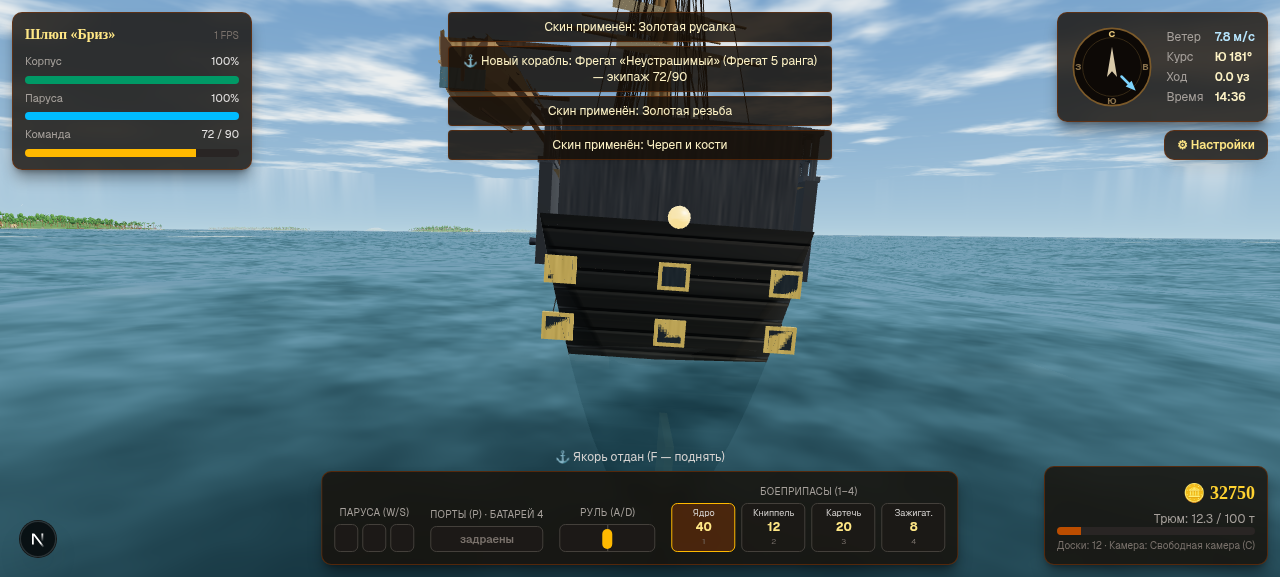 Шлюп «Бриз»
1 FPS
Корпус
100%
Паруса
100%
Команда
72 / 90
Скин применён: Золотая русалка
⚓ Новый корабль: Фрегат «Неустрашимый» (Фрегат 5 ранга)
— экипаж 72/90
Скин применён: Золотая резьба
Скин применён: Череп и кости
С
З
В
Ю
Ветер 7.8 м/с
Курс Ю 181°
Ход 0.0 уз
Время 14:36
⚙ Настройки
⚓ Якорь отдан (F — поднять)
ПАРУСА (W/S)
ПОРТЫ (P) · БАТАРЕЙ 4
задраены
РУЛЬ (A/D)
БОЕПРИПАСЫ (1–4)
Ядро
40
1
Книппель
12
2
Картечь
20
3
Зажигат.
8
4
N
🪙 32750
Трюм: 12.3 / 100 т
Доски: 12 · Камера: Свободная камера (C)